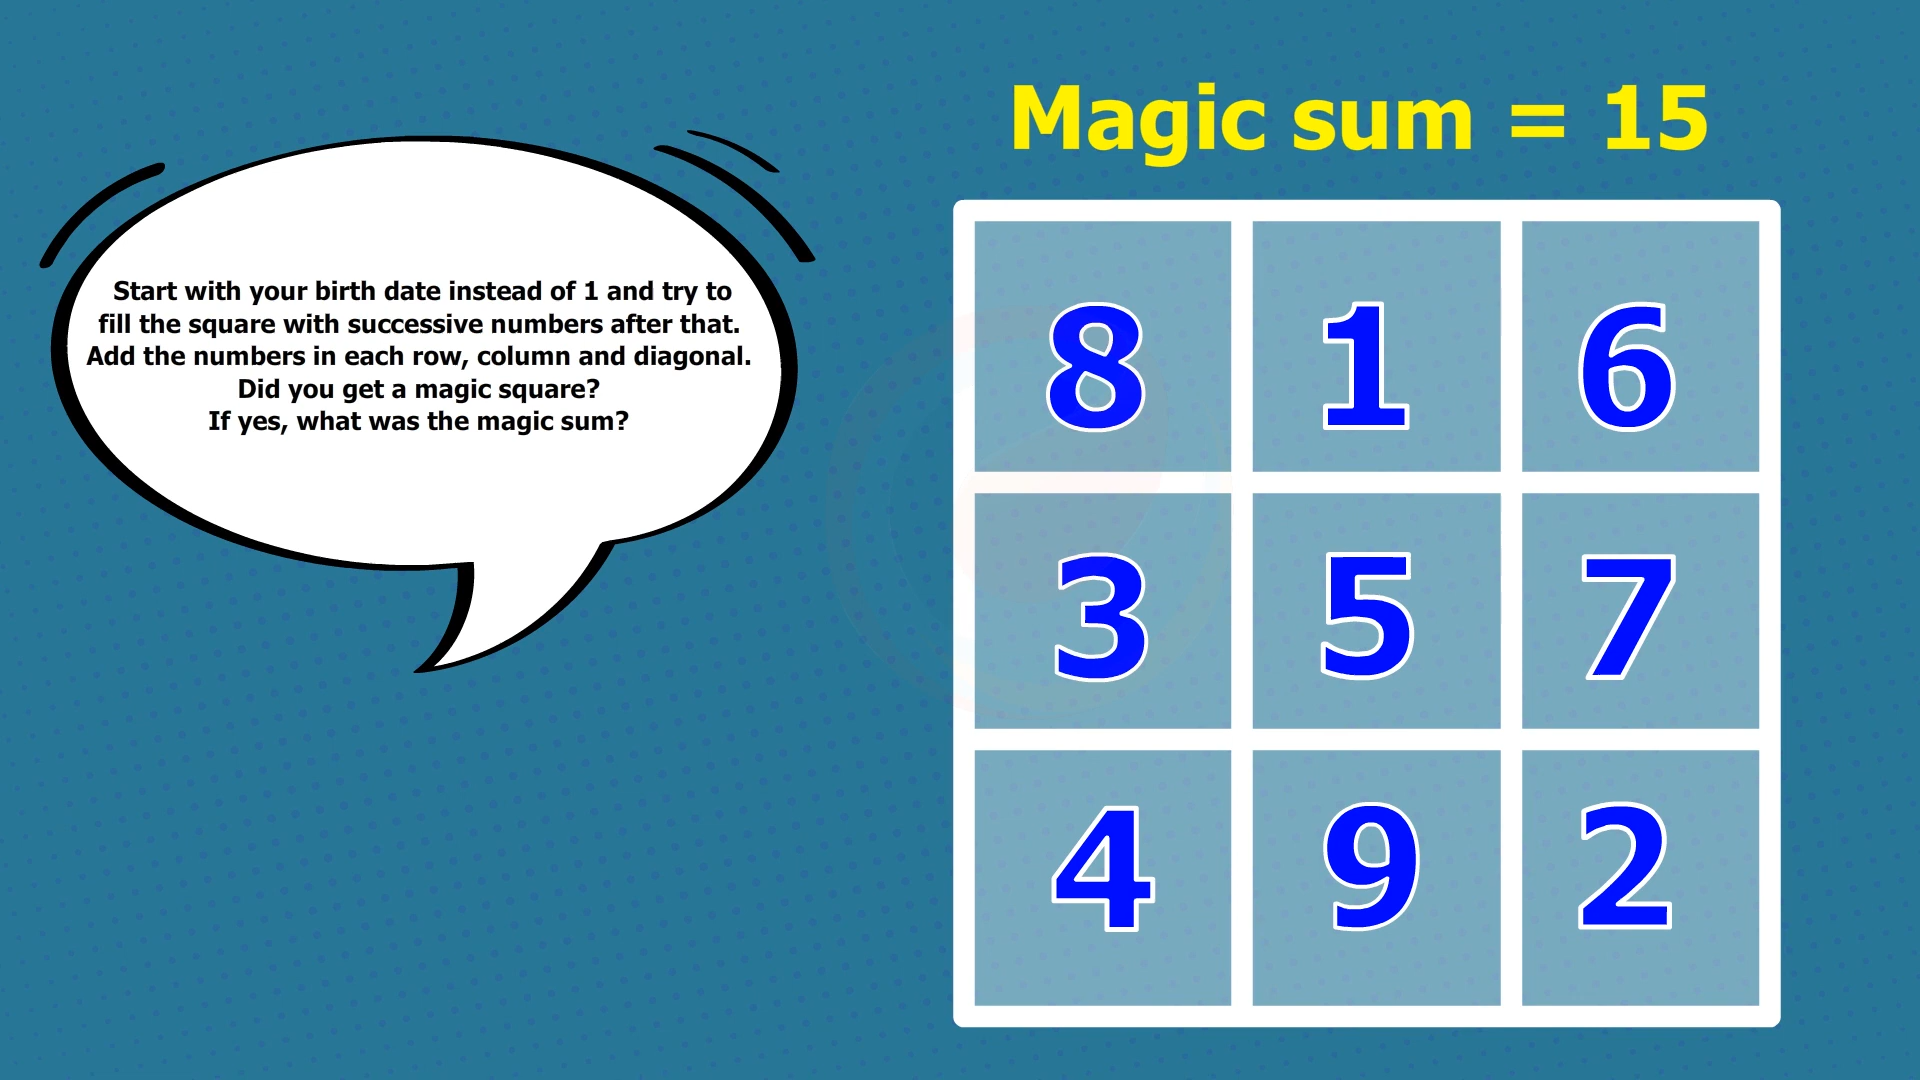 Start with your birth date instead of 1 and try to
fill the square with successive numbers after that.
Add the numbers in each row, column and diagonal.
Did you get a magic square?
If yes, what was the magic sum?
Magic sum = 15
8 1 6
3 5 7
4 9 2